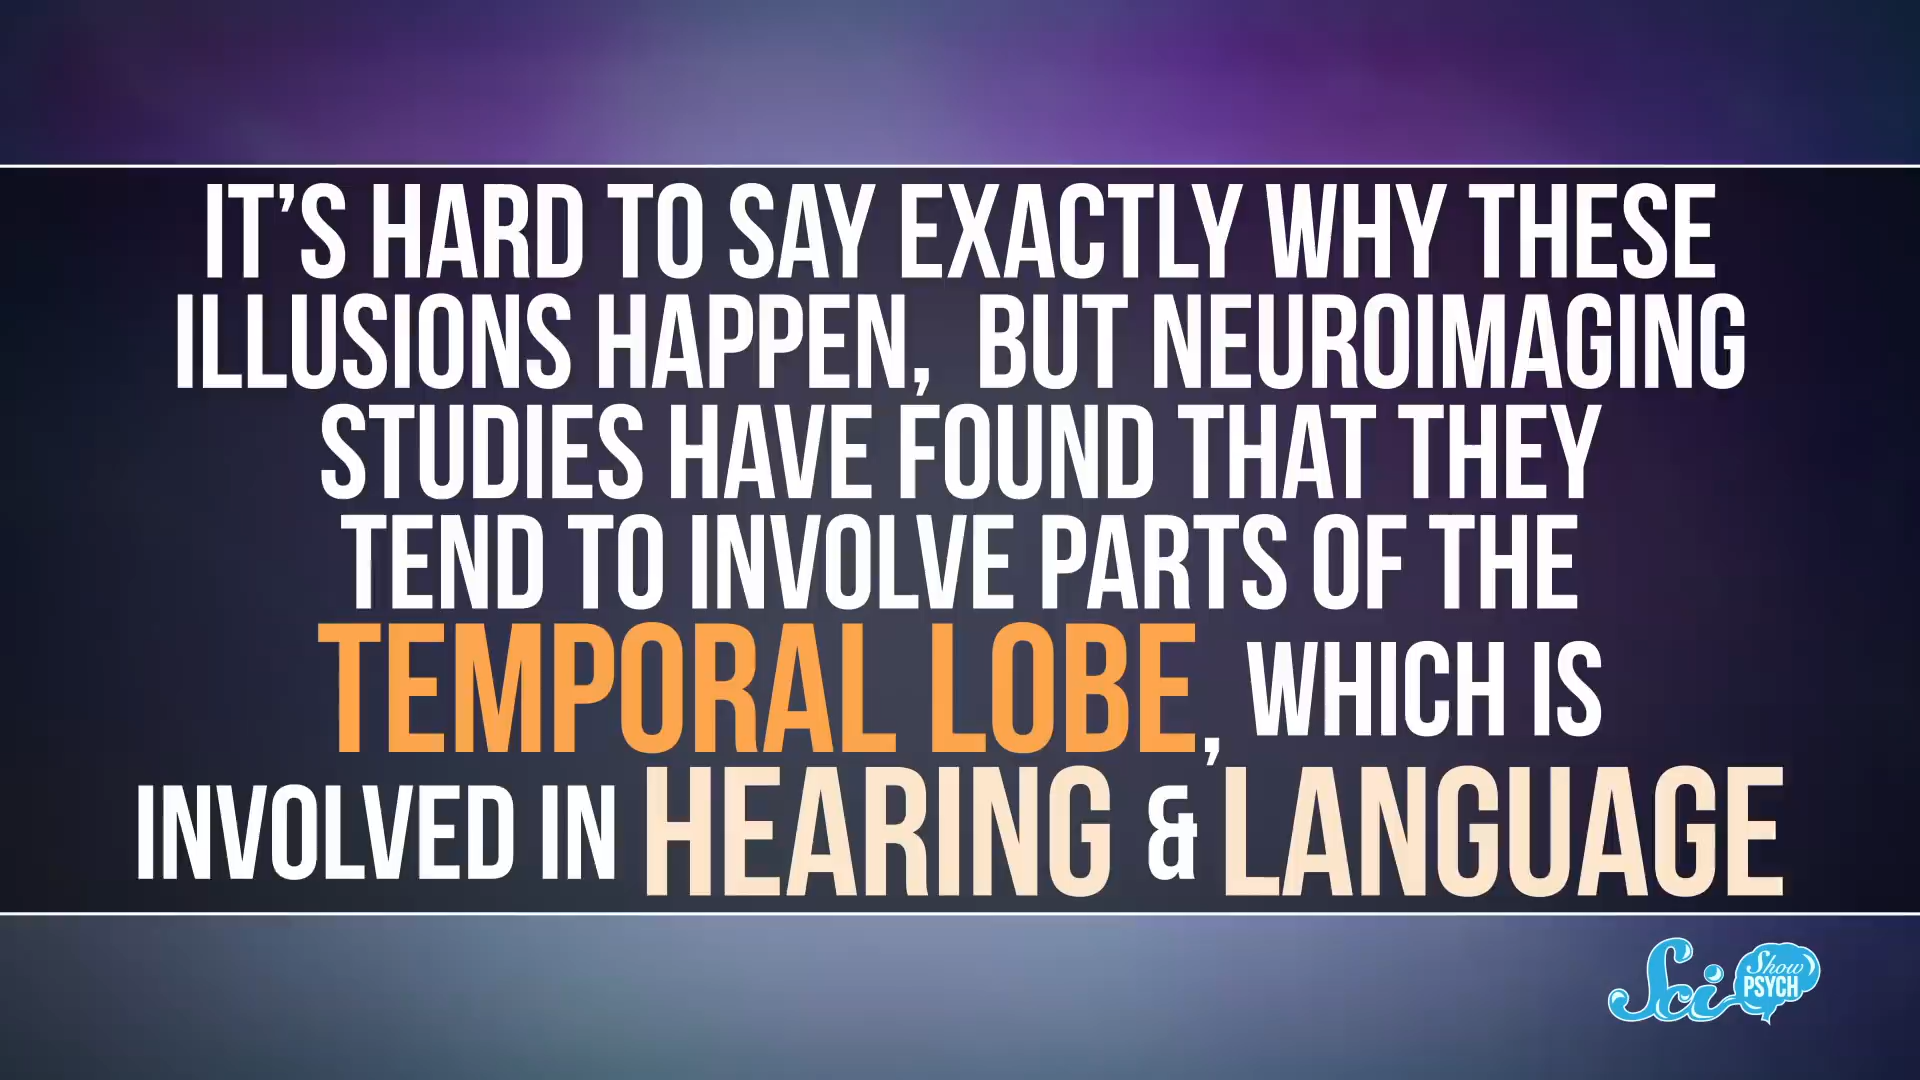 IT'S HARD TO SAY EXACTLY WHY THESE
ILLUSIONS HAPPEN, BUT NEUROIMAGING
STUDIES HAVE FOUND THAT THEY
TEND TO INVOLVE PARTS OF THE
TEMPORAL LOBE, WHICH IS
INVOLVED IN HEARING & LANGUAGE
Sci Show
PSYCH